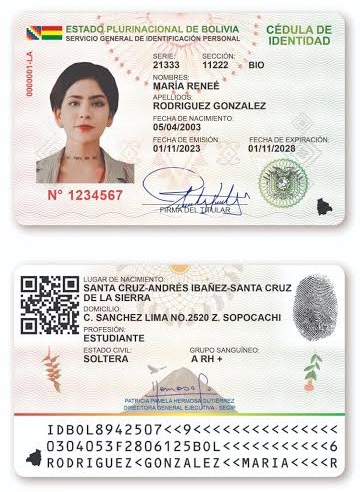 ESTADO PLURINACIONAL DE BOLIVIA
SERVICIO GENERAL DE IDENTIFICACIÓN PERSONAL
CÉDULA DE
IDENTIDAD
0000001-LA
SERIE: SECCIÓN:
21333 11222 BIO
NOMBRES:
MARÍA RENEÉ
APELLIDOS:
RODRIGUEZ GONZALEZ
FECHA DE NACIMIENTO:
05/04/2003
FECHA DE EMISIÓN: FECHA DE EXPIRACIÓN:
01/11/2023 01/11/2028
N° 1234567
FIRMA DEL TITULAR
LUGAR DE NACIMIENTO:
SANTA CRUZ-ANDRÉS IBAÑEZ-SANTA CRUZ
DE LA SIERRA
DOMICILIO:
C. SANCHEZ LIMA NO.2520 Z. SOPOCACHI
PROFESIÓN:
ESTUDIANTE
ESTADO CIVIL: GRUPO SANGUÍNEO:
SOLTERA A RH +
PATRICIA PAMELA HERMOSA GUTIERREZ
DIRECTORA GENERAL EJECUTIVA - SEGIP
IDBOL8942507<<9<<<<<<<<<<<<<<<
0304053F2806125BOL<<<<<<<<<<<6
RODRIGUEZ<GONZALEZ<<MARIA<<<<R